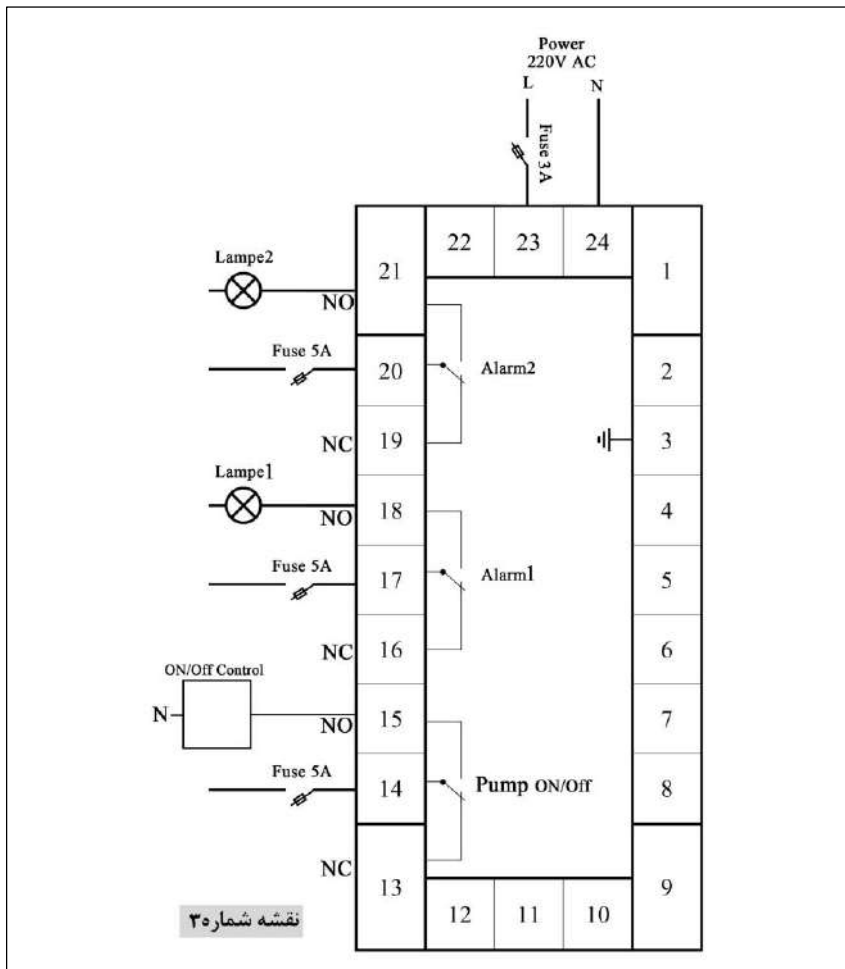 Power
220V AC
L N
Fuse 3A
22 23 24
21
1
Lampe2
NO
Fuse 5A
20
Alarm2
2
NC
19
3
Lampe1
NO
18
4
Fuse 5A
17
Alarm1
5
NC
16
6
ON/Off Control
N
NO
15
7
Fuse 5A
14
Pump ON/Off
8
NC
13
9
12 11 10
نقشه شماره۳